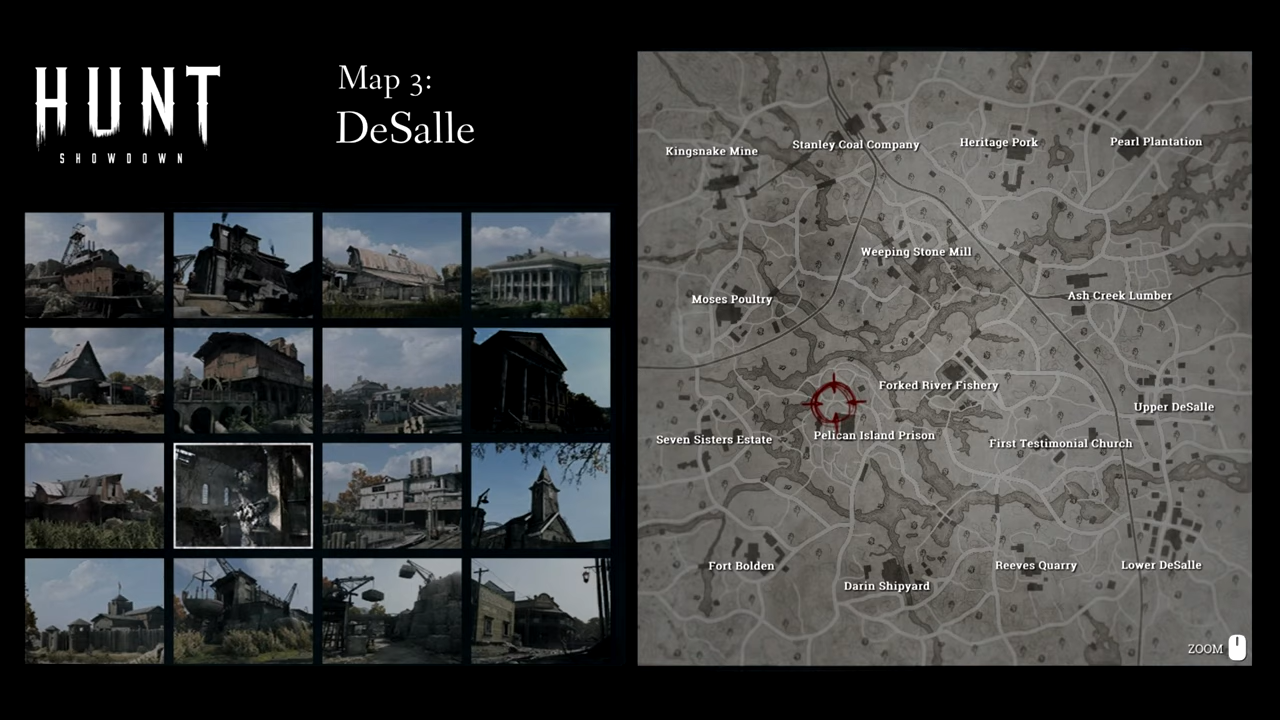 HUNT
SHOWDOWN
Map 3:
DeSalle
Kingsnake Mine
Stanley Coal Company
Heritage Pork
Pearl Plantation
Weeping Stone Mill
Moses Poultry
Ash Creek Lumber
Forked River Fishery
Upper DeSalle
Seven Sisters Estate
Pelican Island Prison
First Testimonial Church
Fort Bolden
Darin Shipyard
Reeves Quarry
Lower DeSalle
ZOOM